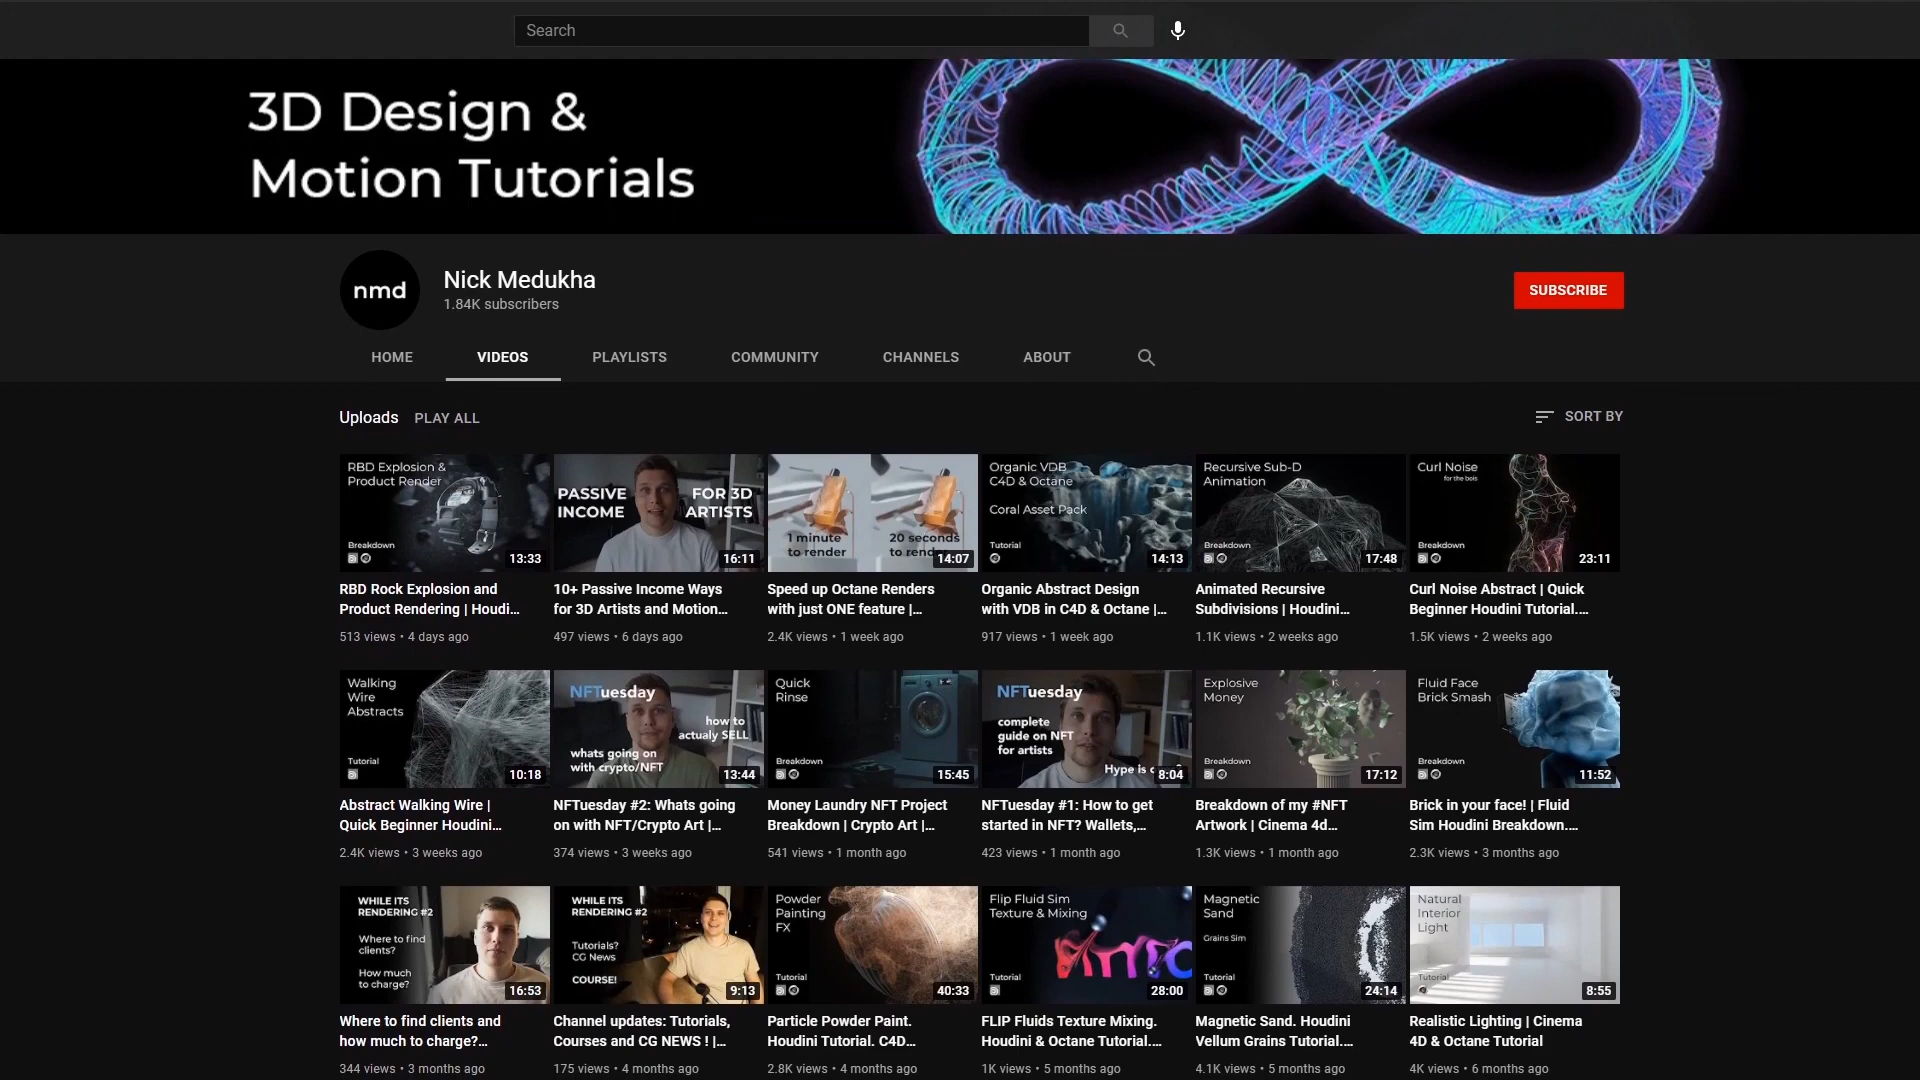 Search
3D Design &
Motion Tutorials
nmd
Nick Medukha
1.84K subscribers
SUBSCRIBE
HOME
VIDEOS
PLAYLISTS
COMMUNITY
CHANNELS
ABOUT
Uploads
PLAY ALL
SORT BY
RBD Explosion &
Product Render
Breakdown
13:33
RBD Rock Explosion and
Product Rendering | Houdi...
513 views • 4 days ago
PASSIVE
INCOME
FOR 3D
ARTISTS
16:11
10+ Passive Income Ways
for 3D Artists and Motion...
497 views • 6 days ago
1 minute
to render
20 seconds
14:07
Speed up Octane Renders
with just ONE feature |...
2.4K views • 1 week ago
Organic VDB
C4D & Octane
Coral Asset Pack
Tutorial
14:13
Organic Abstract Design
with VDB in C4D & Octane |...
917 views • 1 week ago
Recursive Sub-D
Animation
Breakdown
17:48
Animated Recursive
Subdivisions | Houdini...
1.1K views • 2 weeks ago
Curl Noise
for the bois
Breakdown
23:11
Curl Noise Abstract | Quick
Beginner Houdini Tutorial....
1.5K views • 2 weeks ago
Walking
Wire
Abstracts
Tutorial
10:18
Abstract Walking Wire |
Quick Beginner Houdini...
2.4K views • 3 weeks ago
NFTuesday
how to
actualy SELL
whats going on
with crypto/NFT
13:44
NFTuesday #2: Whats going
on with NFT/Crypto Art |...
374 views • 3 weeks ago
Quick
Rinse
Breakdown
15:45
Money Laundry NFT Project
Breakdown | Crypto Art |...
541 views • 1 month ago
NFTuesday
complete
guide on NFT
for artists
Hype is
8:04
NFTuesday #1: How to get
started in NFT? Wallets,...
423 views • 1 month ago
Explosive
Money
Breakdown
17:12
Breakdown of my #NFT
Artwork | Cinema 4d...
1.3K views • 1 month ago
Fluid Face
Brick Smash
Breakdown
11:52
Brick in your face! | Fluid
Sim Houdini Breakdown....
2.3K views • 3 months ago
WHILE ITS
RENDERING #2
Where to find
clients?
How much
to charge?
16:53
Where to find clients and
how much to charge?...
344 views • 3 months ago
WHILE ITS
RENDERING #2
Tutorials?
CG News
COURSE!
9:13
Channel updates: Tutorials,
Courses and CG NEWS ! |...
175 views • 4 months ago
Powder
Painting
FX
Tutorial
40:33
Particle Powder Paint.
Houdini Tutorial. C4D...
2.8K views • 4 months ago
Flip Fluid Sim
Texture & Mixing
Tutorial
28:00
FLIP Fluids Texture Mixing.
Houdini & Octane Tutorial....
1K views • 5 months ago
Magnetic
Sand
Grains Sim
Tutorial
24:14
Magnetic Sand. Houdini
Vellum Grains Tutorial....
4.1K views • 5 months ago
Natural
Interior
Light
Tutorial
8:55
Realistic Lighting | Cinema
4D & Octane Tutorial
4K views • 6 months ago